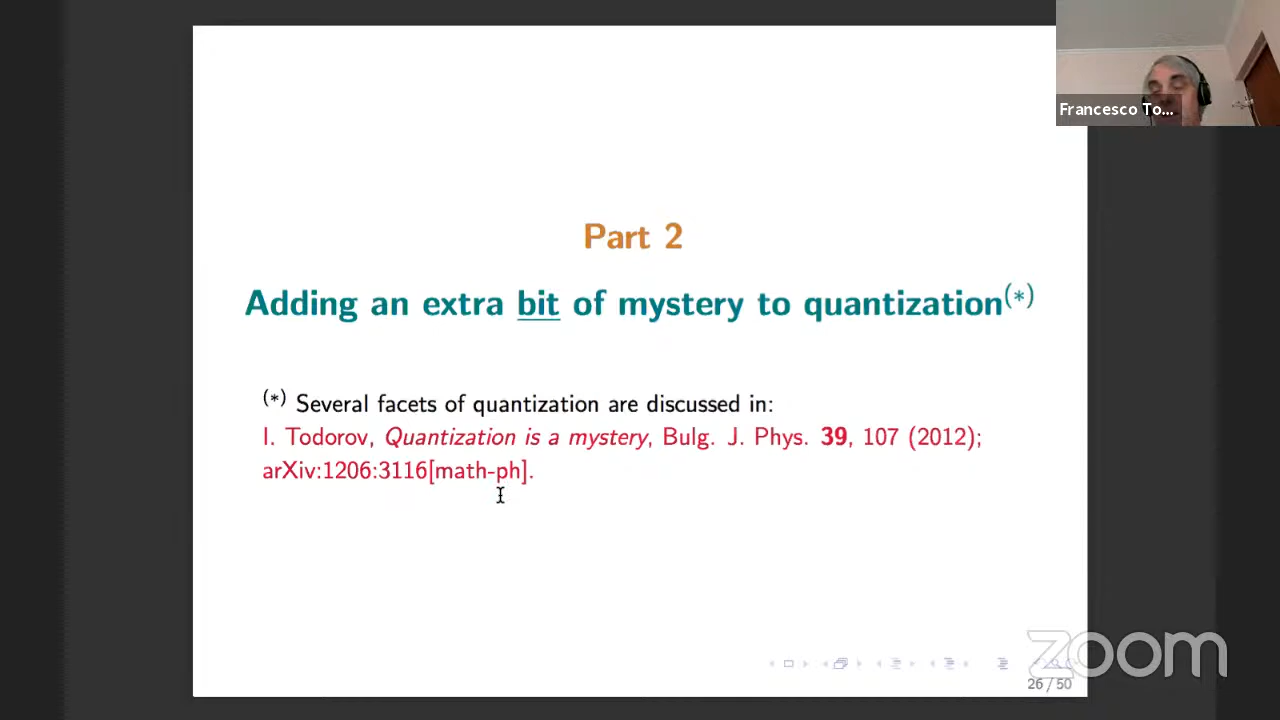 Francesco To...
Part 2
Adding an extra bit of mystery to quantization(*)
(*) Several facets of quantization are discussed in:
I. Todorov, Quantization is a mystery, Bulg. J. Phys. 39, 107 (2012);
arXiv:1206:3116[math-ph].
zoom
26/50